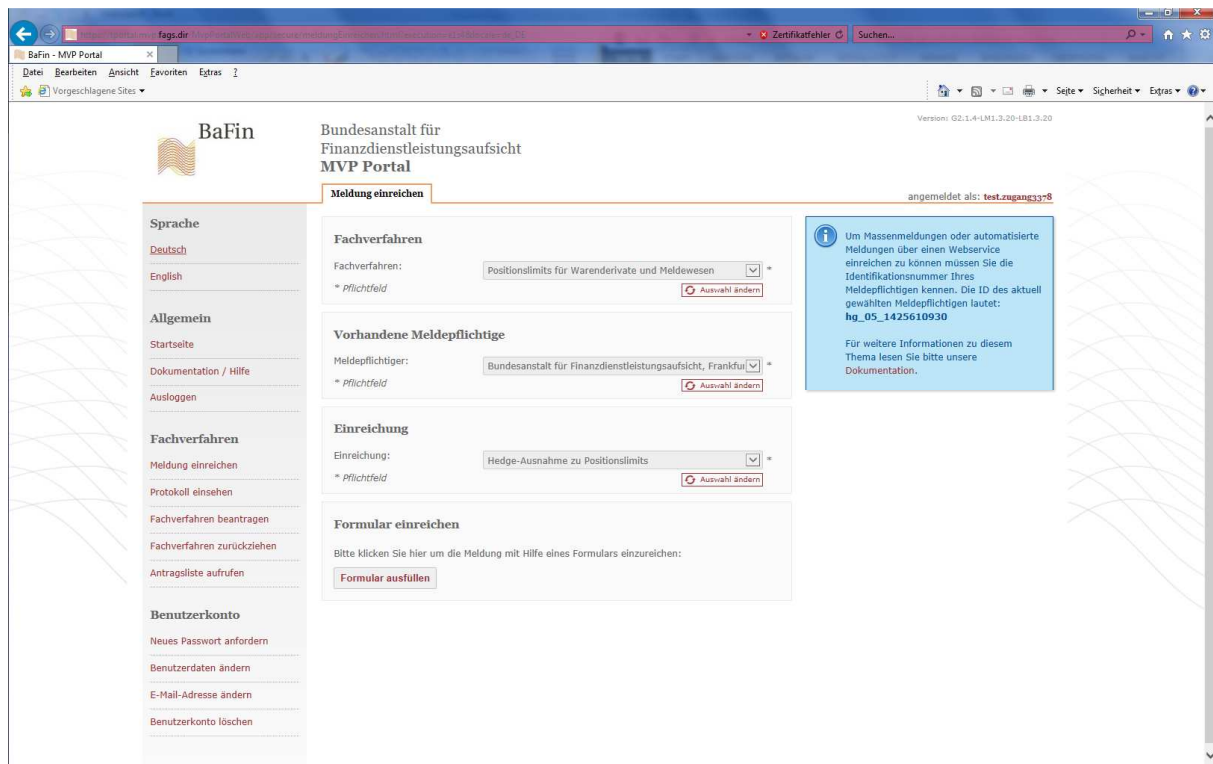 fags.dir
Zertifikatfehler
Suchen...
BaFin - MVP Portal
Datei Bearbeiten Ansicht Favoriten Extras ?
Vorgeschlagene Sites
Seite Sicherheit Extras
Version: G2.1.4-LM1.3.20-LB1.3.20
BaFin
Bundesanstalt für
Finanzdienstleistungsaufsicht
MVP Portal
Meldung einreichen
angemeldet als: test.zugang3378
Sprache
Deutsch
English
Allgemein
Startseite
Dokumentation / Hilfe
Ausloggen
Fachverfahren
Meldung einreichen
Protokoll einsehen
Fachverfahren beantragen
Fachverfahren zurückziehen
Antragsliste aufrufen
Benutzerkonto
Neues Passwort anfordern
Benutzerdaten ändern
E-Mail-Adresse ändern
Benutzerkonto löschen
Fachverfahren
Fachverfahren: Positionslimits für Warenderivate und Meldewesen *
* Pflichtfeld Auswahl ändern
Vorhandene Meldepflichtige
Meldepflichtiger: Bundesanstalt für Finanzdienstleistungsaufsicht, Frankfu *
* Pflichtfeld Auswahl ändern
Einreichung
Einreichung: Hedge-Ausnahme zu Positionslimits *
* Pflichtfeld Auswahl ändern
Formular einreichen
Bitte klicken Sie hier um die Meldung mit Hilfe eines Formulars einzureichen:
Formular ausfüllen
Um Massenmeldungen oder automatisierte
Meldungen über einen Webservice
einreichen zu können müssen Sie die
Identifikationsnummer Ihres
Meldepflichtigen kennen. Die ID des aktuell
gewählten Meldepflichtigen lautet:
hg_05_1425610930
Für weitere Informationen zu diesem
Thema lesen Sie bitte unsere
Dokumentation.